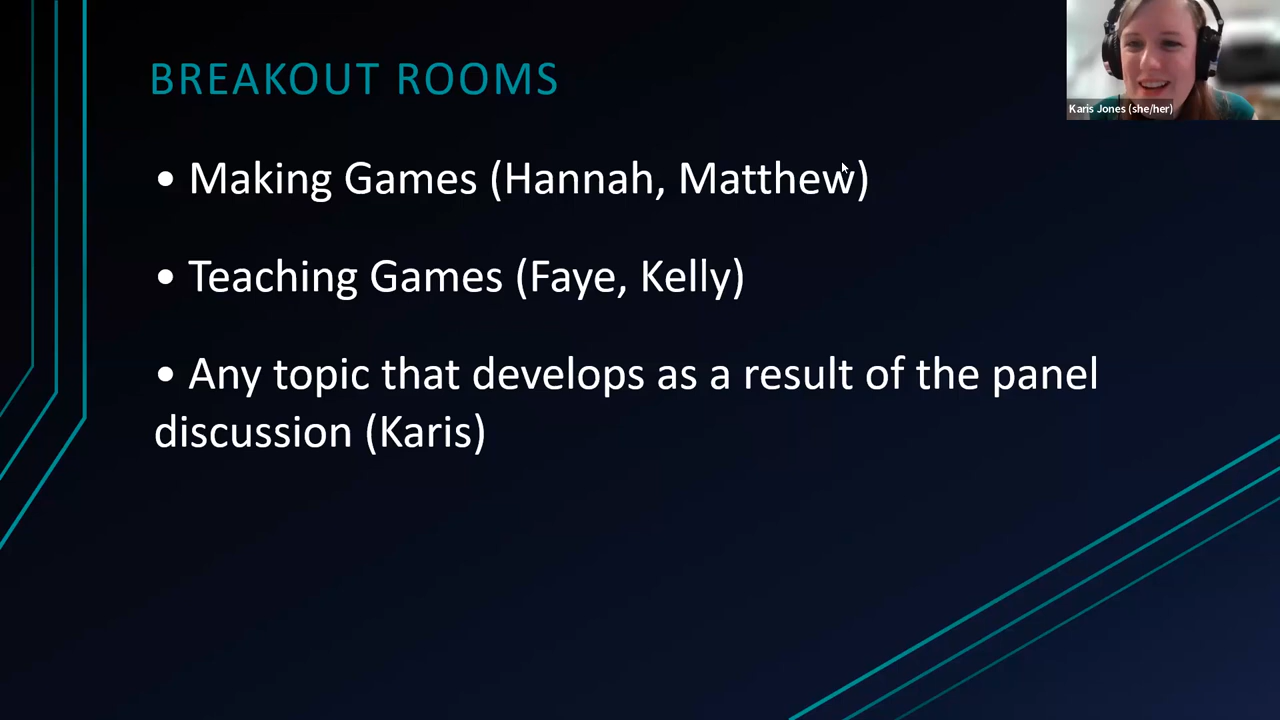 BREAKOUT ROOMS
Karis Jones (she/her)
• Making Games (Hannah, Matthew)
• Teaching Games (Faye, Kelly)
• Any topic that develops as a result of the panel
discussion (Karis)